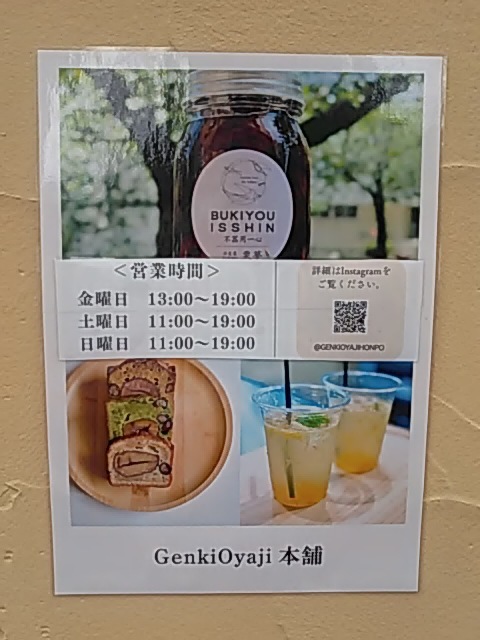 BUKIYOU
ISSHIN
不器用一心
＜営業時間＞
金曜日 13:00～19:00
土曜日 11:00～19:00
日曜日 11:00～19:00
詳細はInstagramを
ご覧ください。
@GENKIOYAJIHONPO
GenkiOyaji 本舗